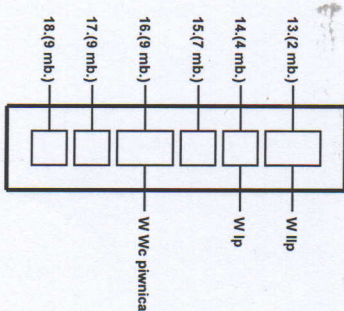 13.(2 mb.)
14.(4 mb.)
15.(7 mb.)
16.(9 mb.)
17.(9 mb.)
18.(9 mb.)
W IIp
W Ip
W Wc piwnica